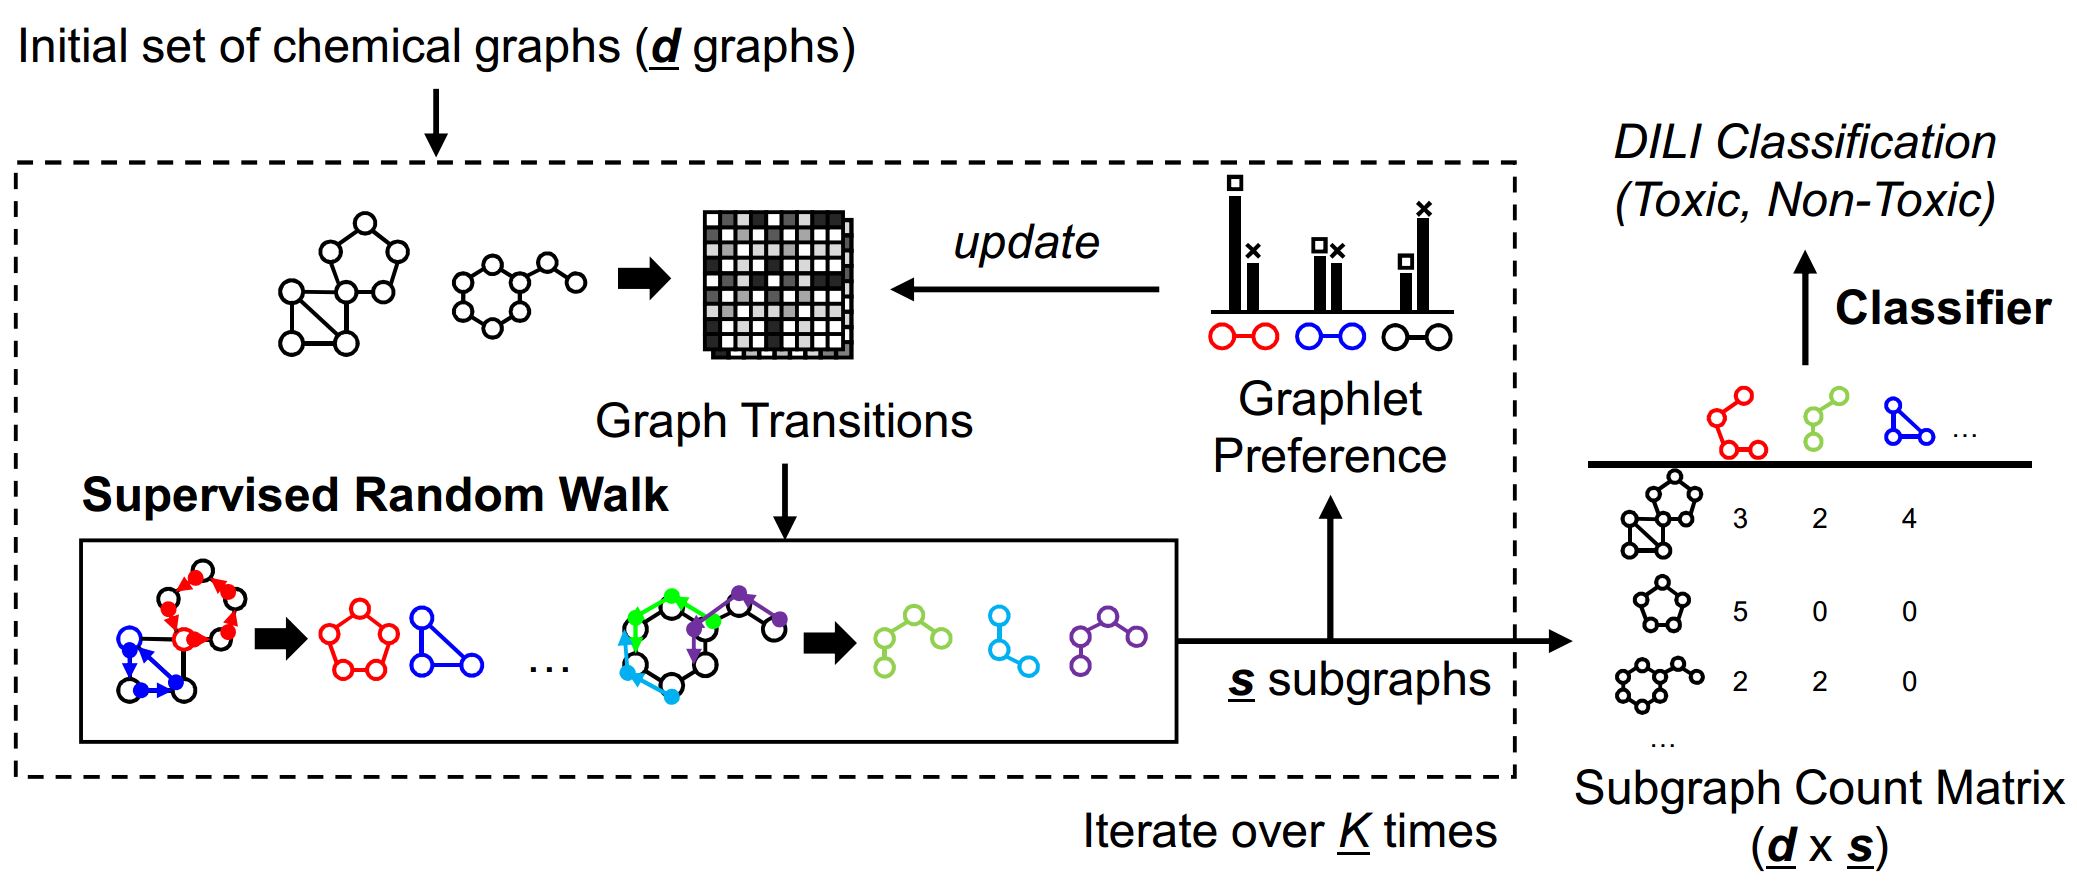 Initial set of chemical graphs (d graphs)
DILI Classification
(Toxic, Non-Toxic)
update
Classifier
Graph Transitions
Graphlet
Preference
Supervised Random Walk
...
...
3 2 4
5 0 0
2 2 0
...
s subgraphs
Subgraph Count Matrix
(d x s)
Iterate over K times